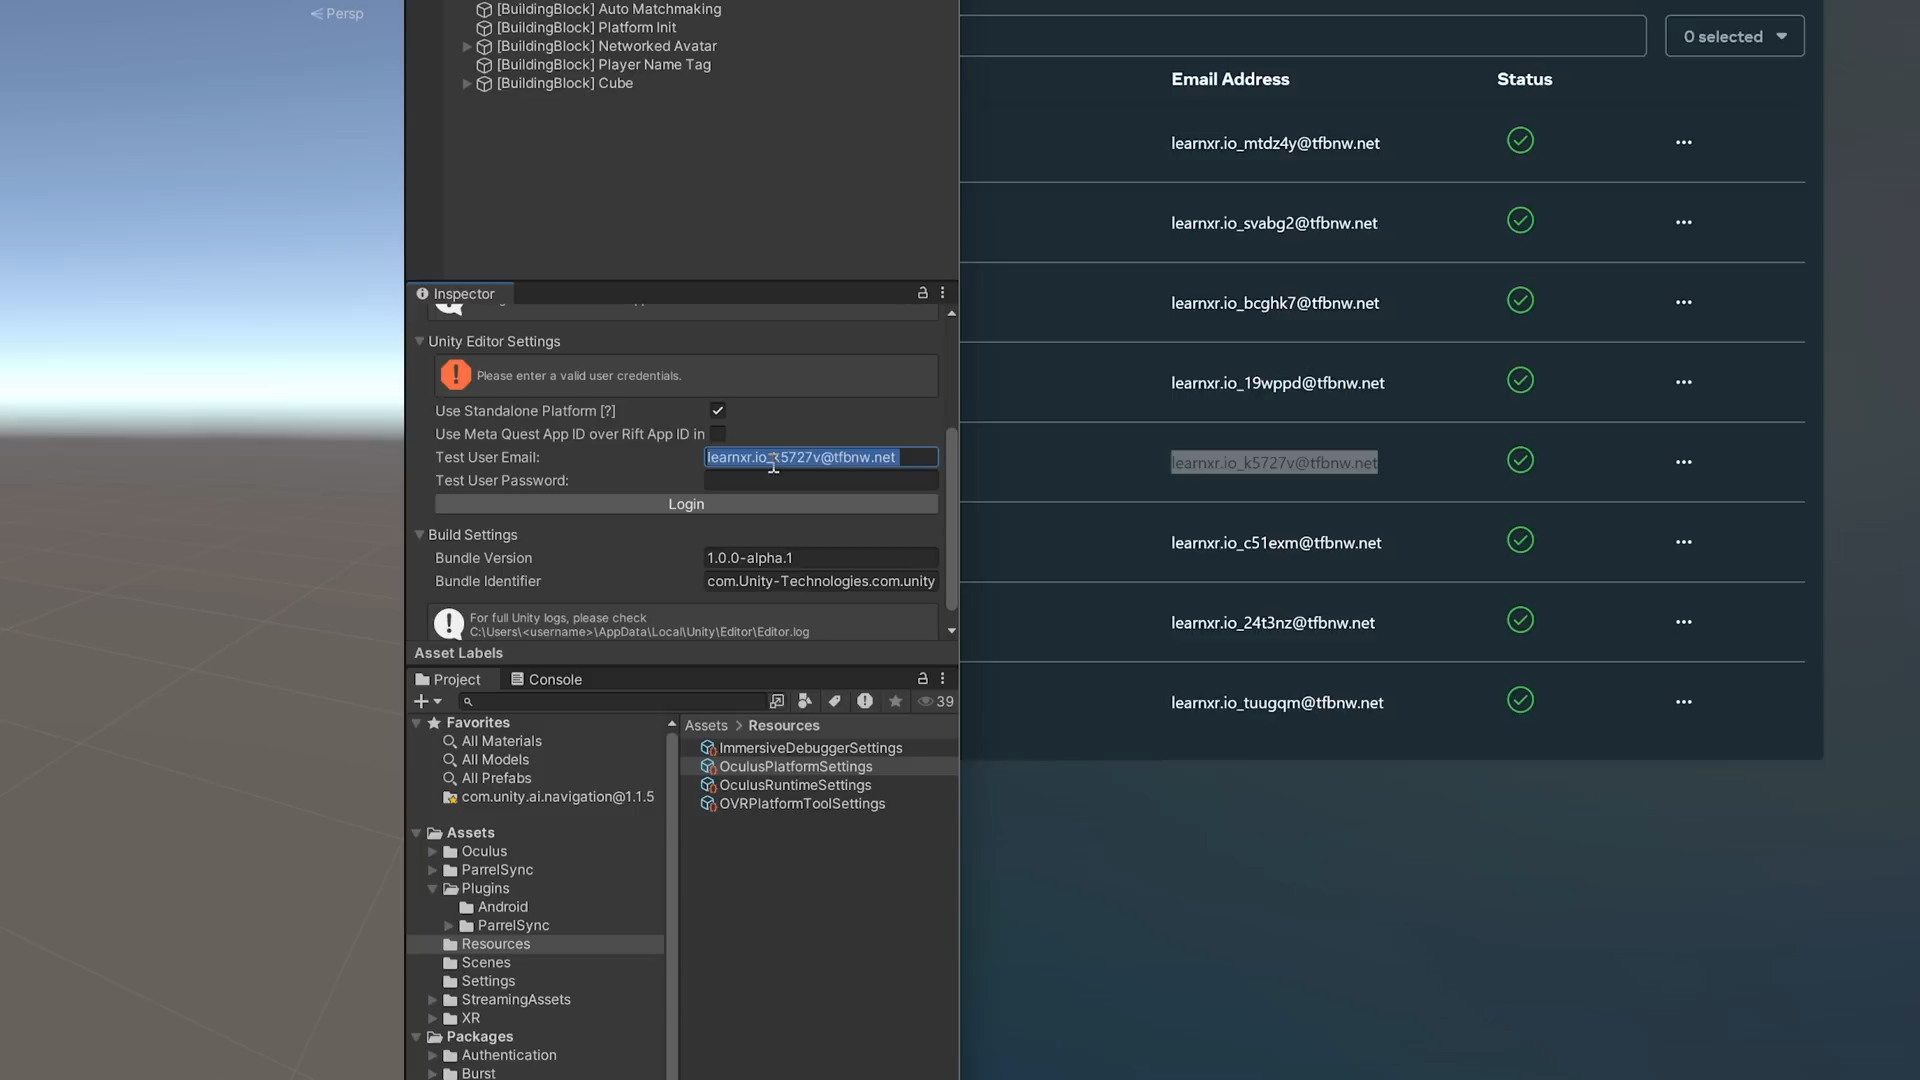 Persp
[BuildingBlock] Auto Matchmaking
[BuildingBlock] Platform Init
[BuildingBlock] Networked Avatar
[BuildingBlock] Player Name Tag
[BuildingBlock] Cube
Inspector
Unity Editor Settings
Please enter a valid user credentials.
Use Standalone Platform [?]
Use Meta Quest App ID over Rift App ID in
Test User Email: learnxr.io_k5727v@tfbnw.net
Test User Password:
Login
Build Settings
Bundle Version 1.0.0-alpha.1
Bundle Identifier com.Unity-Technologies.com.unity
For full Unity logs, please check
C:\Users\<username>\AppData\Local\Unity\Editor\Editor.log
Asset Labels
Project Console
39
Favorites
All Materials
All Models
All Prefabs
com.unity.ai.navigation@1.1.5
Assets
Oculus
ParrelSync
Plugins
Android
ParrelSync
Resources
Scenes
Settings
StreamingAssets
XR
Packages
Authentication
Burst
Assets > Resources
ImmersiveDebuggerSettings
OculusPlatformSettings
OculusRuntimeSettings
OVRPlatformToolSettings
0 selected
Email Address Status
learnxr.io_mtdz4y@tfbnw.net
learnxr.io_svabg2@tfbnw.net
learnxr.io_bcghk7@tfbnw.net
learnxr.io_19wppd@tfbnw.net
learnxr.io_k5727v@tfbnw.net
learnxr.io_c51exm@tfbnw.net
learnxr.io_24t3nz@tfbnw.net
learnxr.io_tuugqm@tfbnw.net